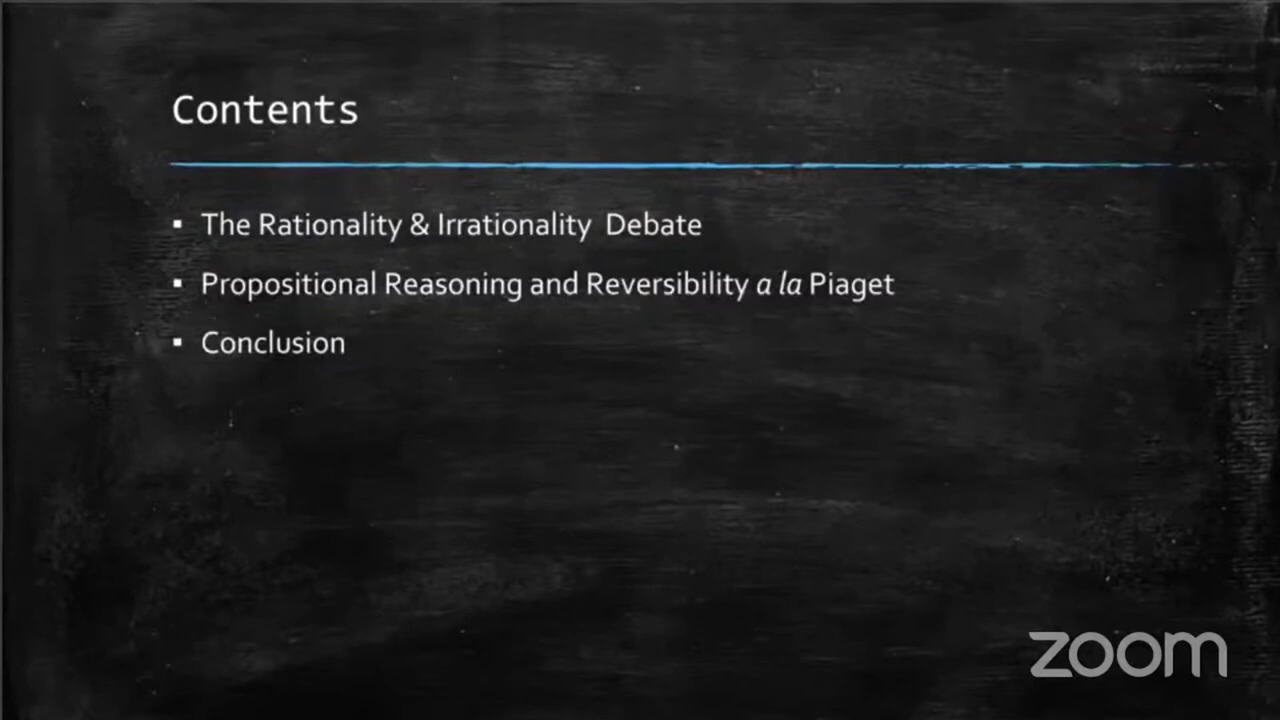 Contents
▪ The Rationality & Irrationality Debate
▪ Propositional Reasoning and Reversibility a la Piaget
▪ Conclusion
zoom